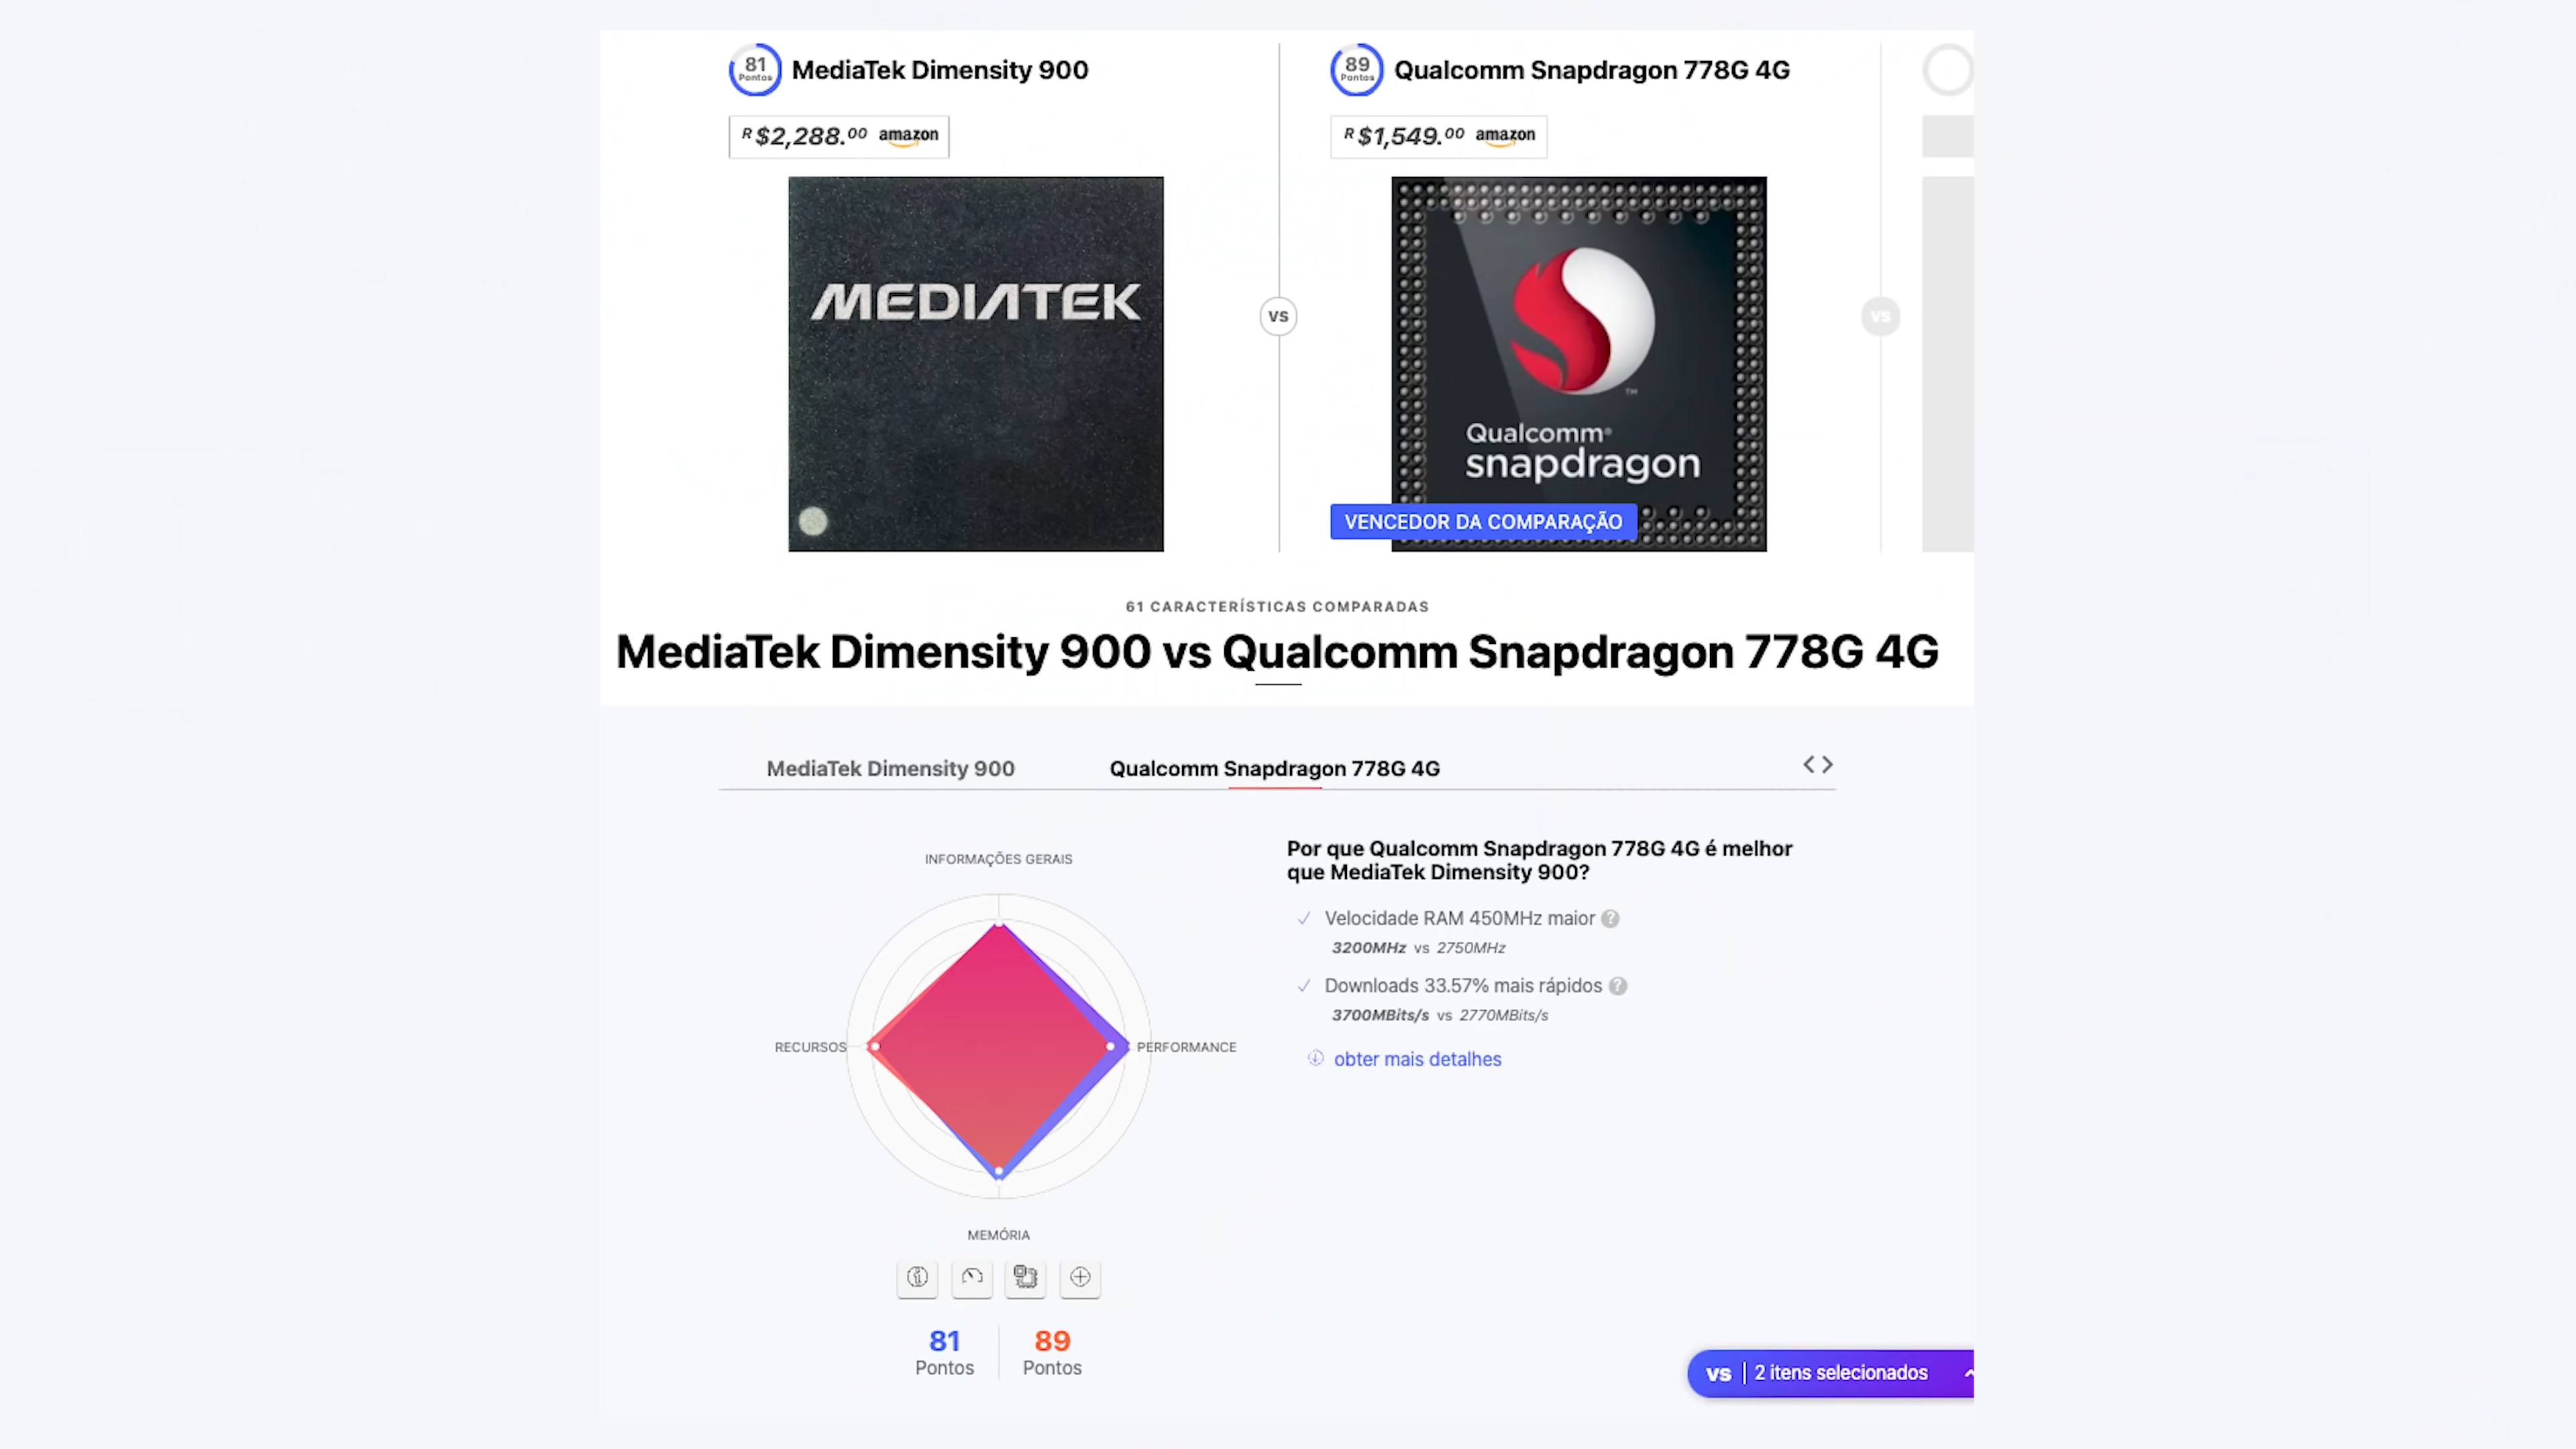 81
Pontos
MediaTek Dimensity 900
R$2,288.00 amazon
MEDIATEK
vs
89
Pontos
Qualcomm Snapdragon 778G 4G
R$1,549.00 amazon
Qualcomm®
snapdragon
TM
VENCEDOR DA COMPARAÇÃO
vs
61 CARACTERÍSTICAS COMPARADAS
MediaTek Dimensity 900 vs Qualcomm Snapdragon 778G 4G
MediaTek Dimensity 900
Qualcomm Snapdragon 778G 4G
INFORMAÇÕES GERAIS
RECURSOS
PERFORMANCE
MEMÓRIA
81
Pontos
89
Pontos
Por que Qualcomm Snapdragon 778G 4G é melhor
que MediaTek Dimensity 900?
Velocidade RAM 450MHz maior ?
3200MHz vs 2750MHz
Downloads 33.57% mais rápidos ?
3700MBits/s vs 2770MBits/s
obter mais detalhes
vs | 2 itens selecionados